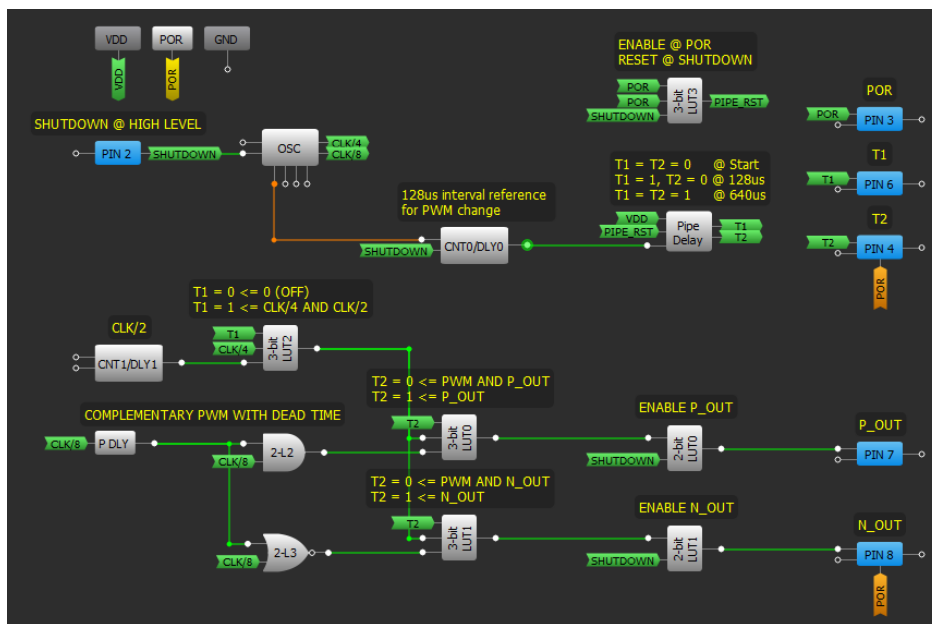 VDD
POR
GND
VDD
POR
SHUTDOWN @ HIGH LEVEL
PIN 2
SHUTDOWN
OSC
CLK/4
CLK/8
ENABLE @ POR
RESET @ SHUTDOWN
POR
POR
SHUTDOWN
3-bit
LUT3
PIPE_RST
POR
POR
PIN 3
T1
T1
PIN 6
T2
T2
PIN 4
POR
T1 = T2 = 0 @ Start
T1 = 1, T2 = 0 @ 128us
T1 = T2 = 1 @ 640us
VDD
PIPE_RST
Pipe
Delay
T1
T2
128us interval reference
for PWM change
SHUTDOWN
CNT0/DLY0
T1 = 0 <= 0 (OFF)
T1 = 1 <= CLK/4 AND CLK/2
T1
CLK/4
3-bit
LUT2
CLK/2
CNT1/DLY1
COMPLEMENTARY PWM WITH DEAD TIME
CLK/8
P DLY
CLK/8
2-L2
CLK/8
2-L3
T2 = 0 <= PWM AND P_OUT
T2 = 1 <= P_OUT
T2
3-bit
LUT0
T2 = 0 <= PWM AND N_OUT
T2 = 1 <= N_OUT
T2
3-bit
LUT1
ENABLE P_OUT
SHUTDOWN
2-bit
LUT0
P_OUT
PIN 7
ENABLE N_OUT
SHUTDOWN
2-bit
LUT1
N_OUT
PIN 8
POR